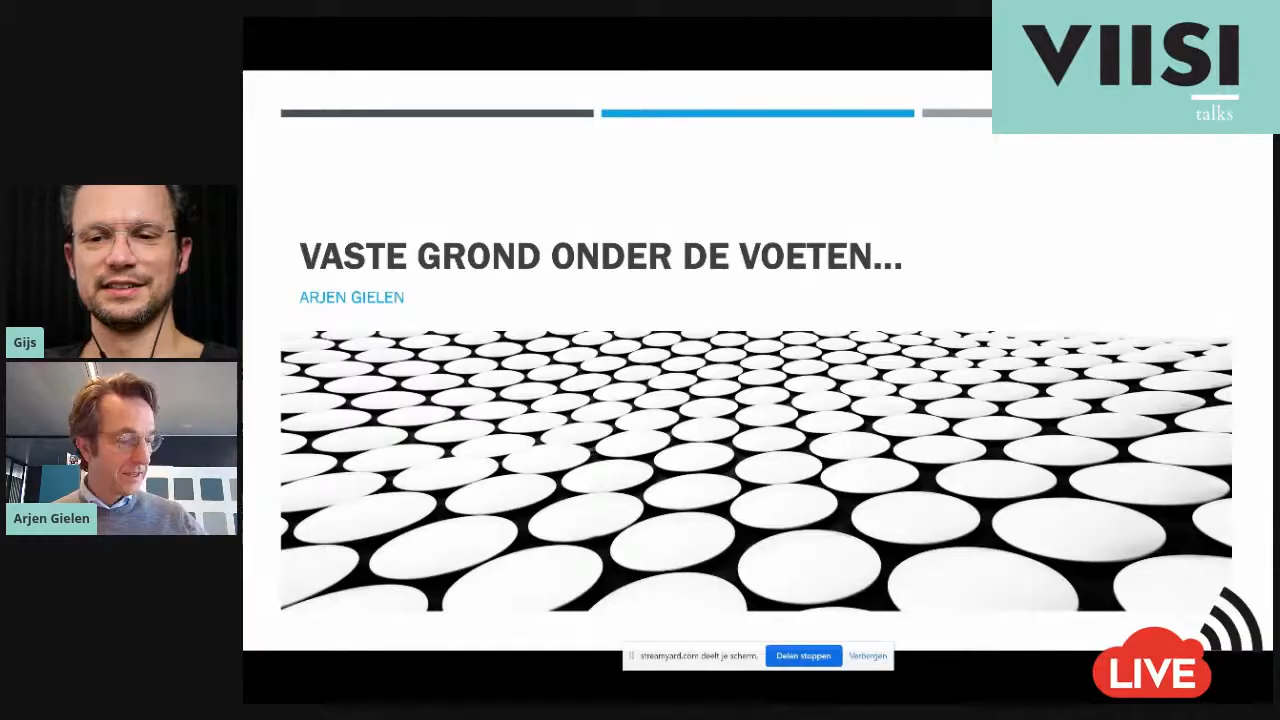 VIISI
talks
VASTE GROND ONDER DE VOETEN...
ARJEN GIELEN
Gijs
Arjen Gielen
streamyard.com deelt je scherm.
Delen stoppen
Verbergen
LIVE